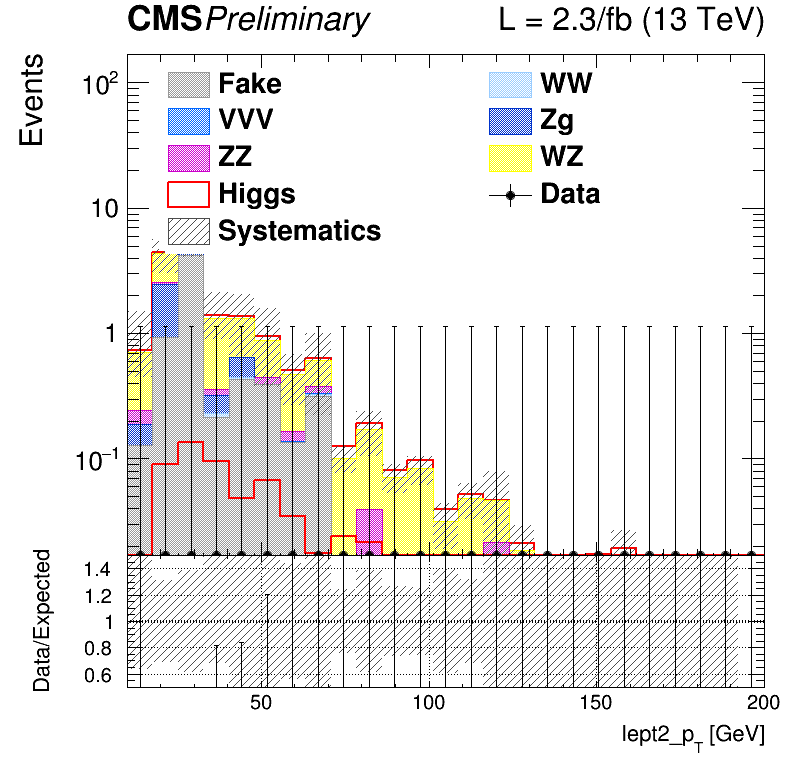 CMS Preliminary L = 2.3/fb (13 TeV)
Events
10²
10
1
10⁻¹
Fake WW
VVV Zg
ZZ WZ
Higgs Data
Systematics
Data/Expected
1.4
1.2
1
0.8
0.6
50 100 150 200
lept2_p_T [GeV]